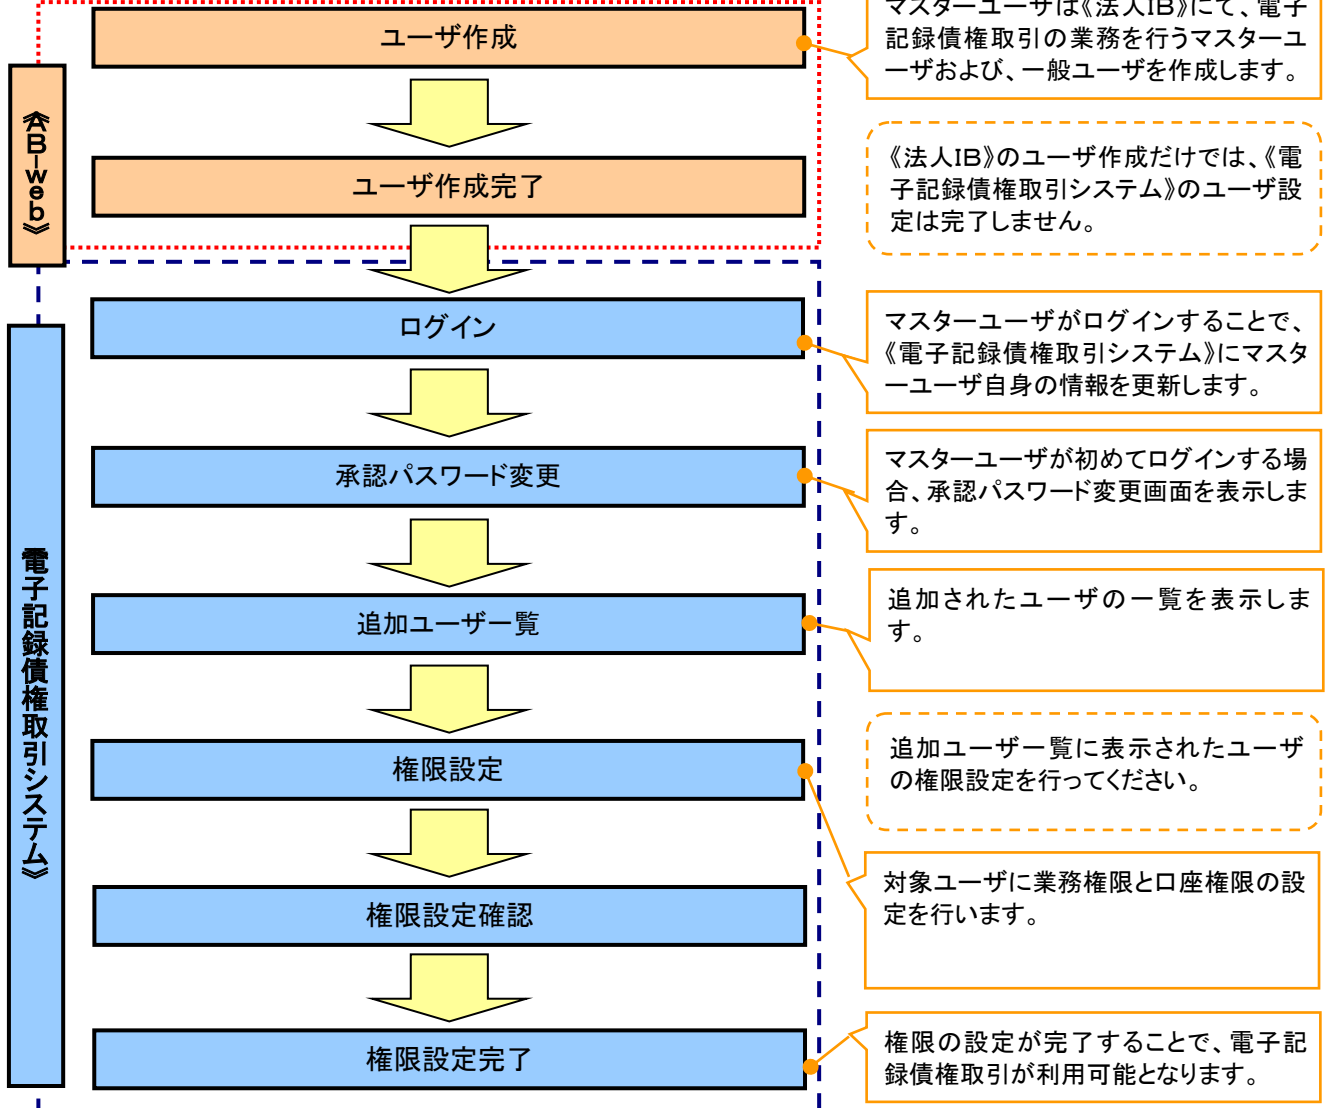 マスターユーザは《法人IB》にて、電子
記録債権取引の業務を行うマスターユ
ーザおよび、一般ユーザを作成します。
ユーザ作成
《AB-web》
《法人IB》のユーザ作成だけでは、《電
子記録債権取引システム》のユーザ設
定は完了しません。
ユーザ作成完了
ログイン
マスターユーザがログインすることで、
《電子記録債権取引システム》にマスタ
ーユーザ自身の情報を更新します。
承認パスワード変更
マスターユーザが初めてログインする場
合、承認パスワード変更画面を表示しま
す。
電子記録債権取引システム》
追加ユーザ一覧
追加されたユーザの一覧を表示しま
す。
権限設定
追加ユーザ一覧に表示されたユーザ
の権限設定を行ってください。
対象ユーザに業務権限と口座権限の設
定を行います。
権限設定確認
権限設定完了
権限の設定が完了することで、電子記
録債権取引が利用可能となります。